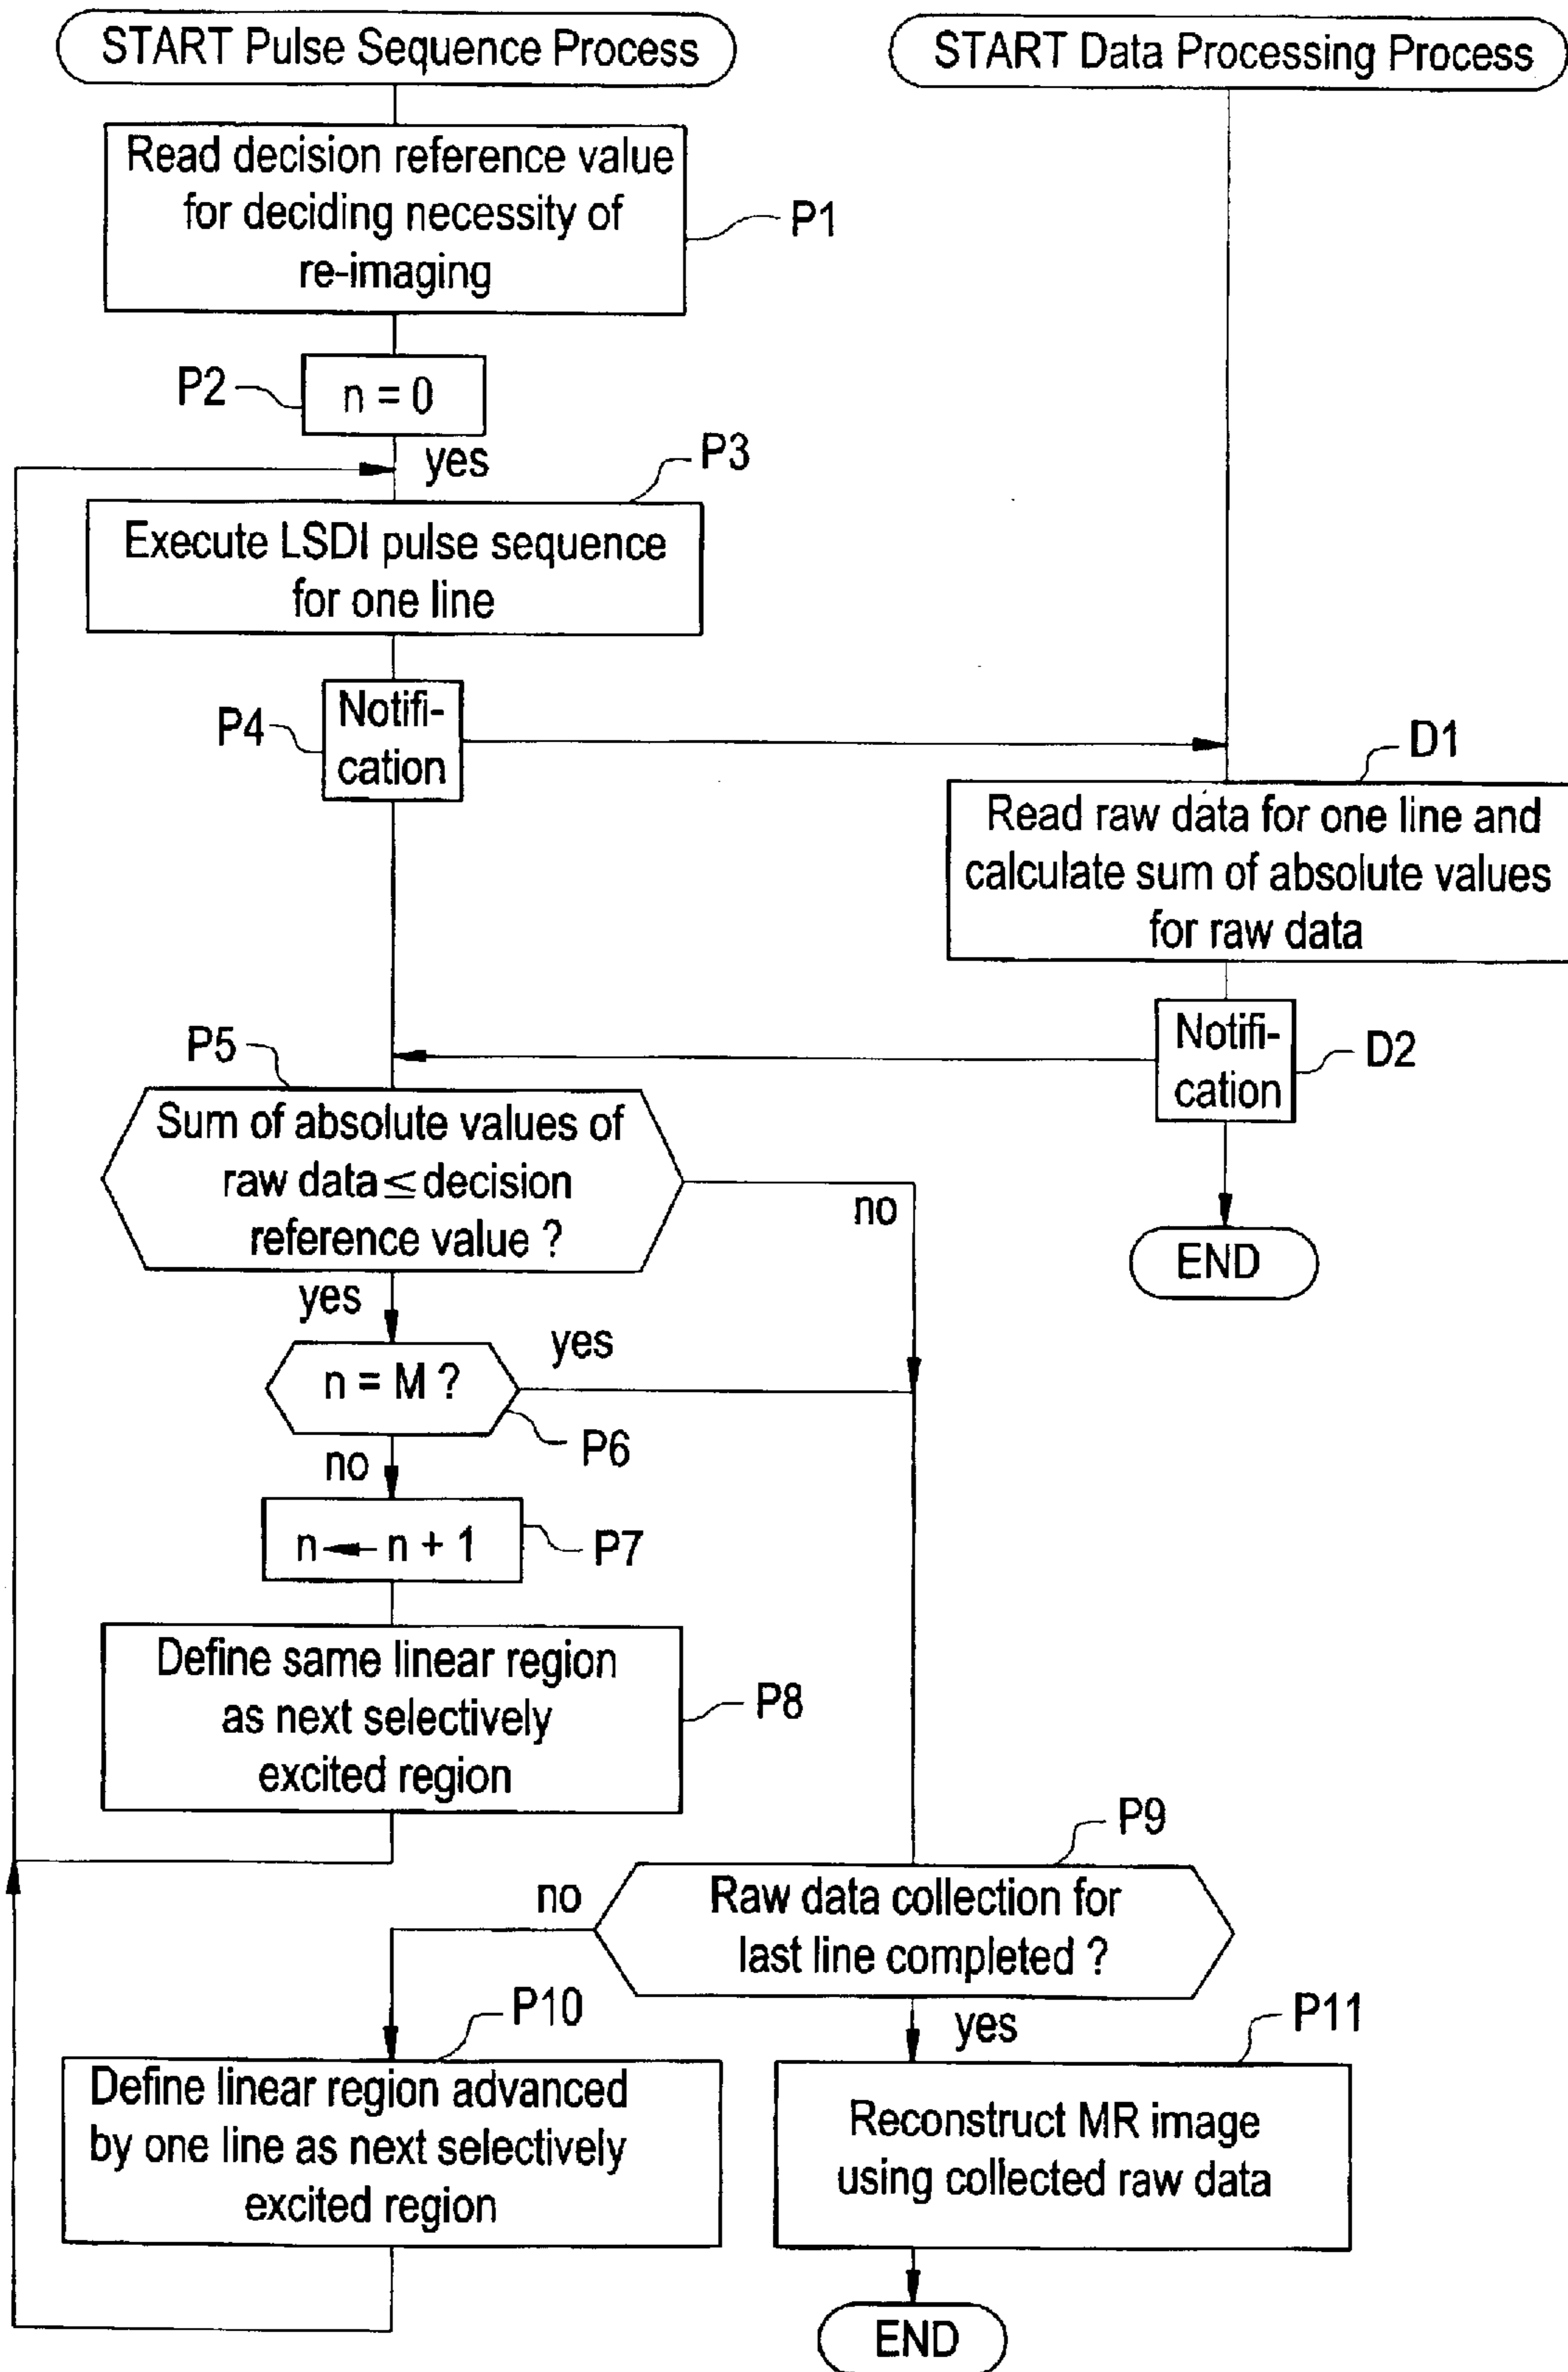 START Pulse Sequence Process
START Data Processing Process
Read decision reference value
for deciding necessity of
re-imaging
P1
P2
n = 0
yes
P3
Execute LSDI pulse sequence
for one line
P4
Notifi-
cation
D1
Read raw data for one line and
calculate sum of absolute values
for raw data
Notifi-
cation
D2
END
P5
Sum of absolute values of
raw data ≤ decision
reference value ?
no
yes
n = M ?
yes
P6
no
n ← n + 1
P7
Define same linear region
as next selectively
excited region
P8
P9
Raw data collection for
last line completed ?
no
yes
P10
Define linear region advanced
by one line as next selectively
excited region
P11
Reconstruct MR image
using collected raw data
END